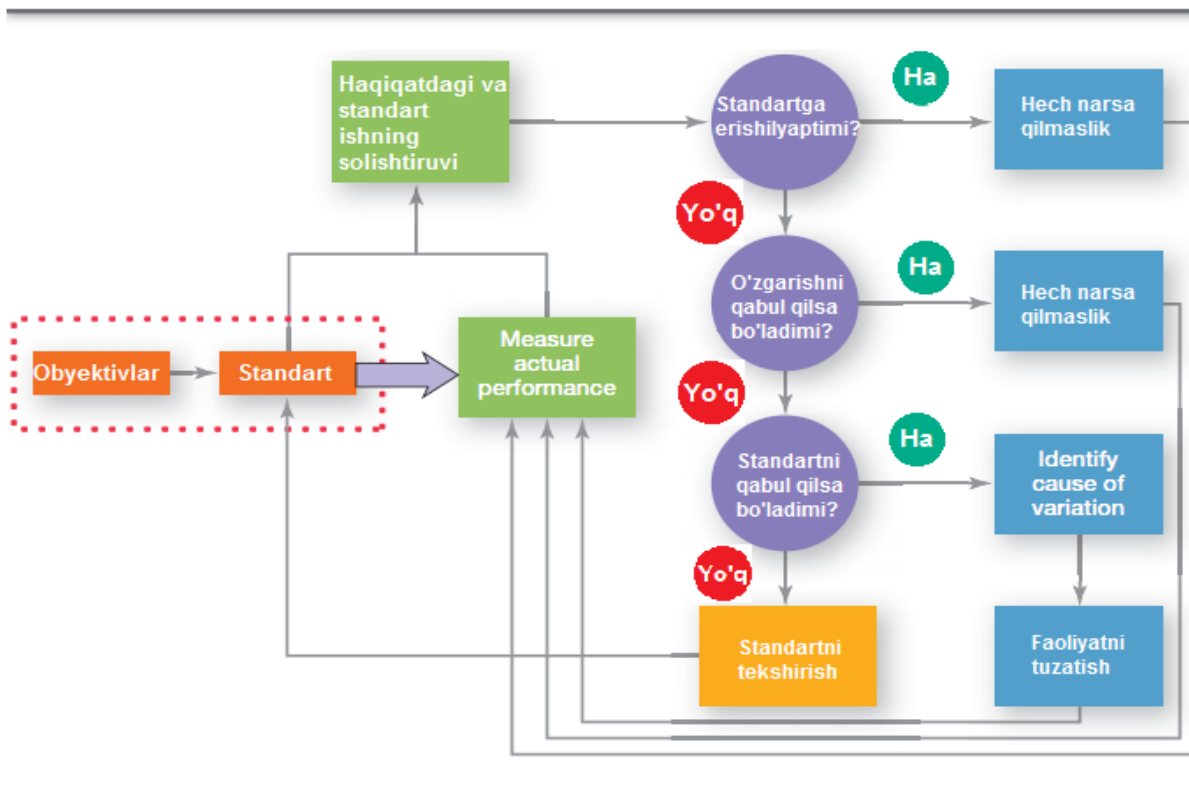 Haqiqatdagi va
standart
ishning
solishtiruvi
Standartga
erishilyaptimi?
Ha
Hech narsa
qilmaslik
Yo'q
O'zgarishni
qabul qilsa
bo'ladimi?
Ha
Hech narsa
qilmaslik
Obyektivlar
Standart
Measure
actual
performance
Yo'q
Standartni
qabul qilsa
bo'ladimi?
Ha
Identify
cause of
variation
Yo'q
Standartni
tekshirish
Faoliyatni
tuzatish